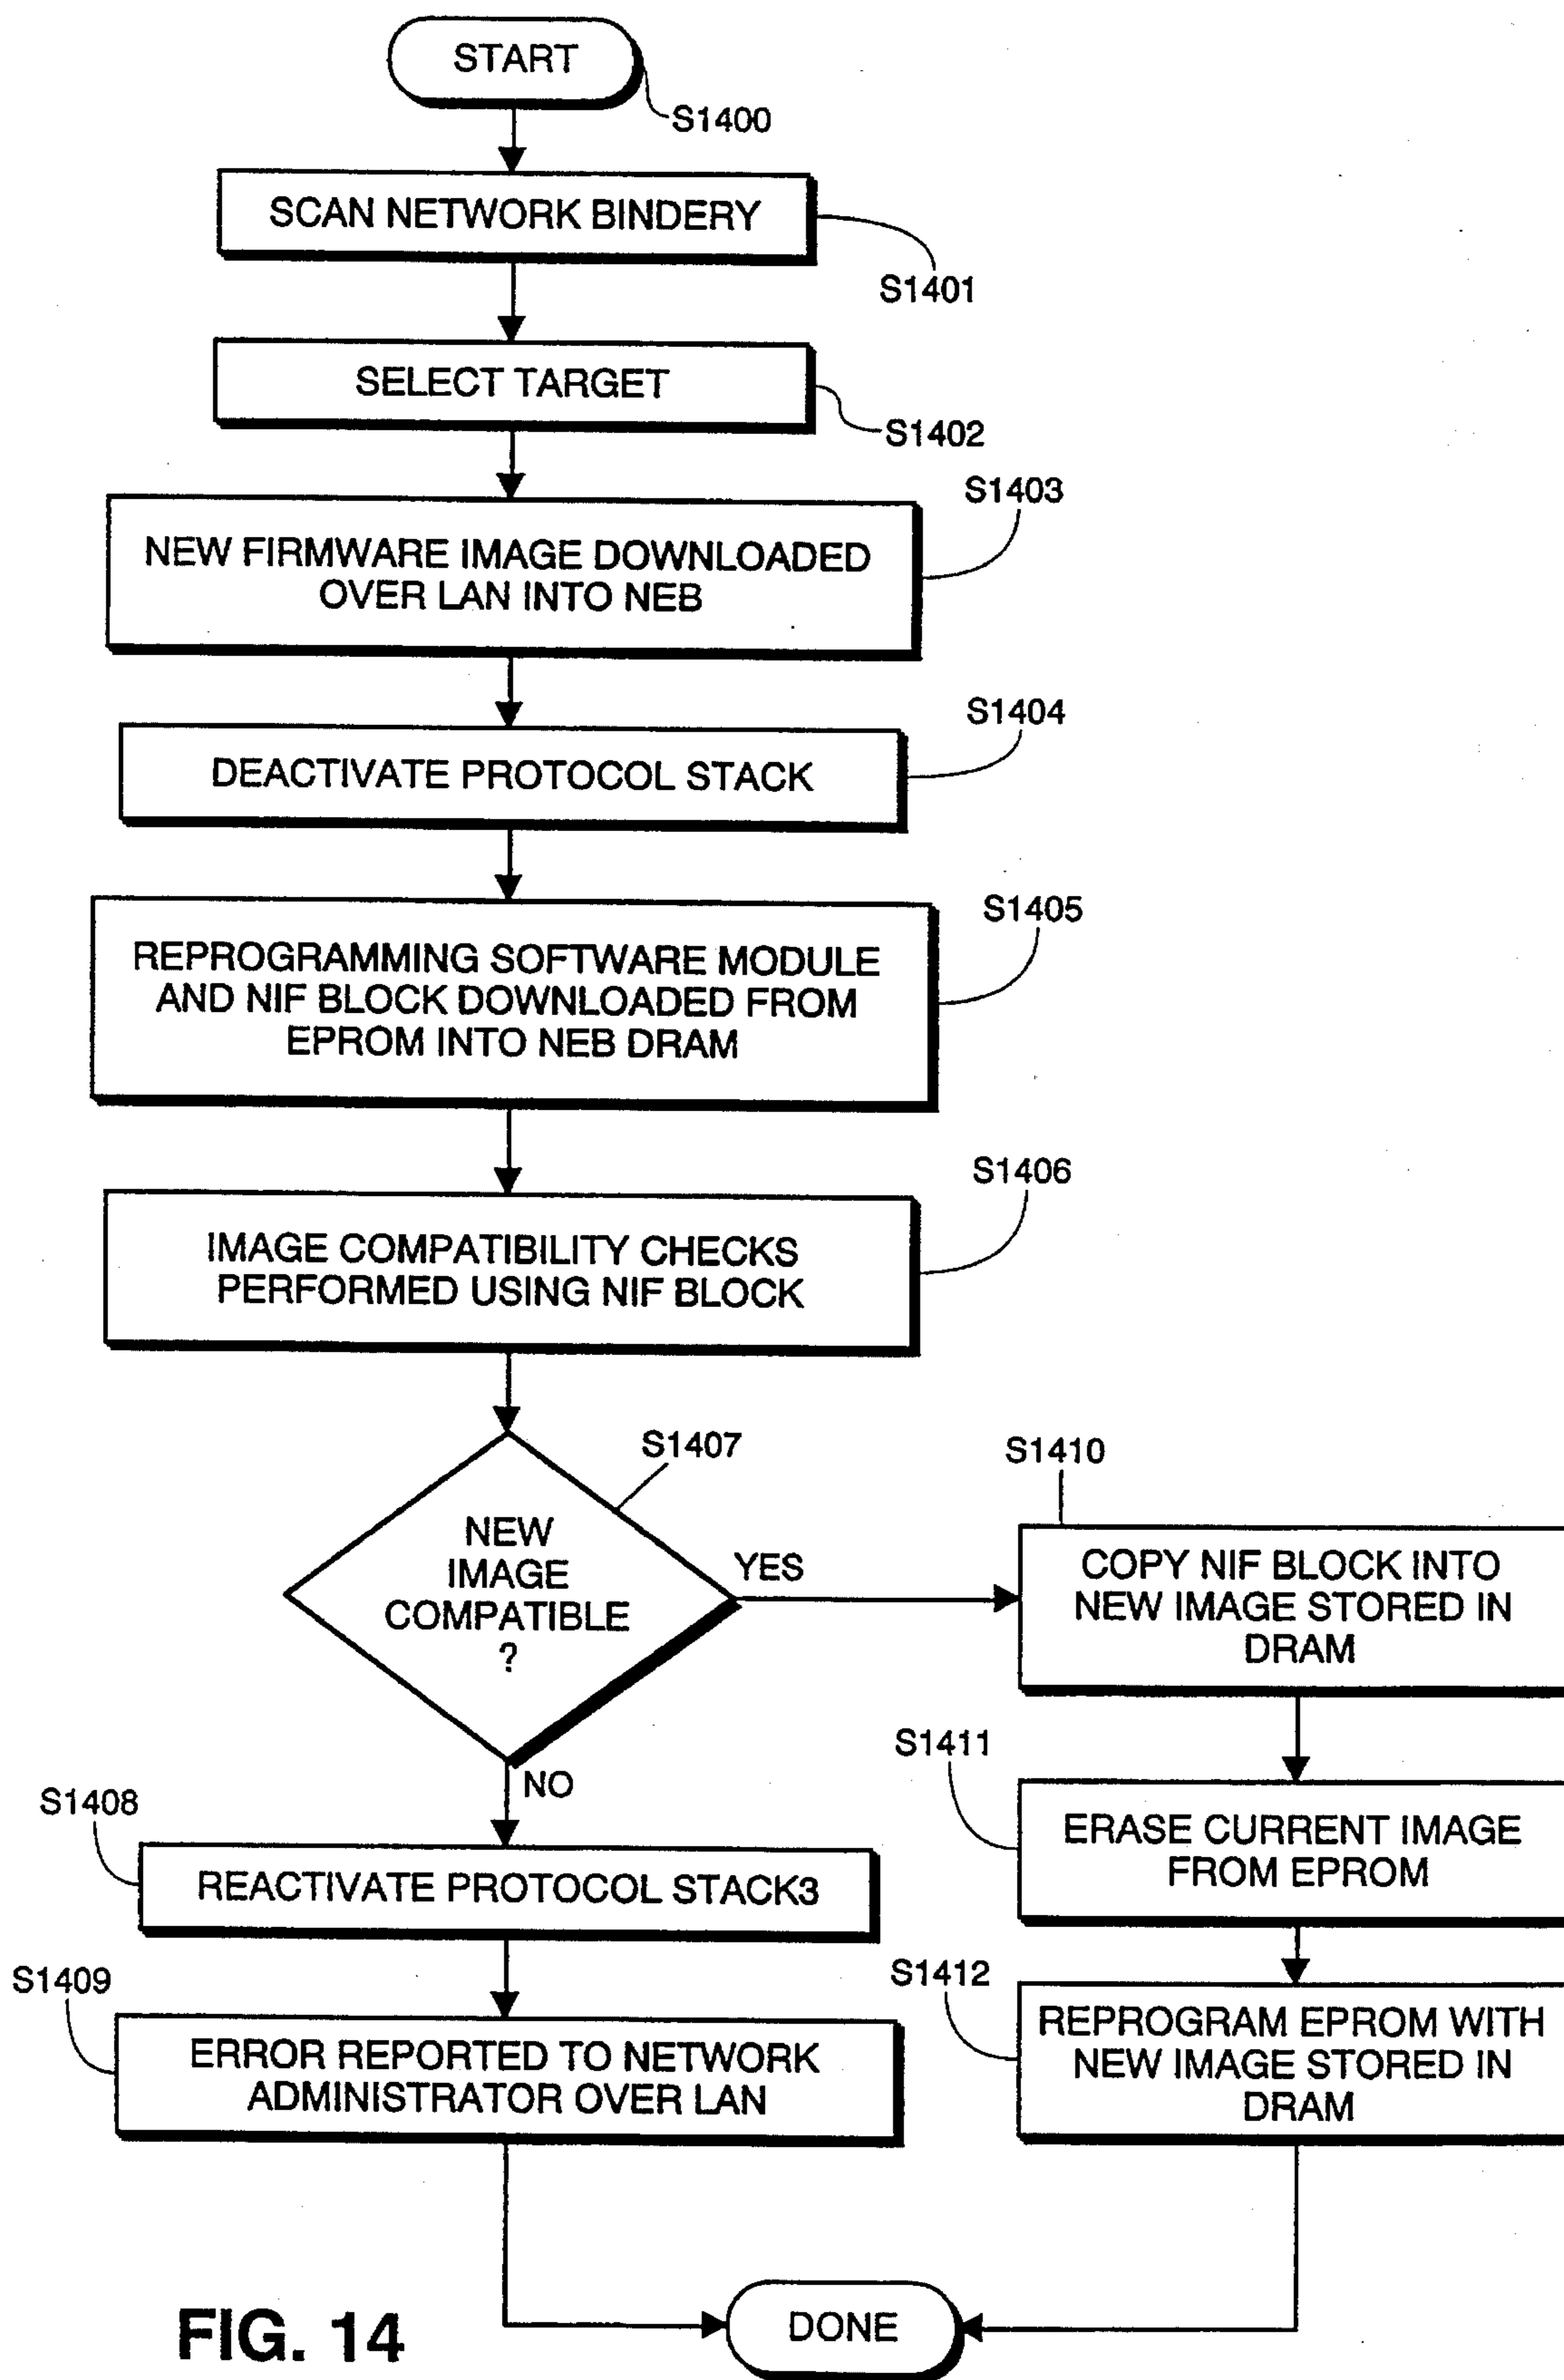 START
S1400
SCAN NETWORK BINDERY
S1401
SELECT TARGET
S1402
S1403
NEW FIRMWARE IMAGE DOWNLOADED
OVER LAN INTO NEB
S1404
DEACTIVATE PROTOCOL STACK
S1405
REPROGRAMMING SOFTWARE MODULE
AND NIF BLOCK DOWNLOADED FROM
EPROM INTO NEB DRAM
S1406
IMAGE COMPATIBILITY CHECKS
PERFORMED USING NIF BLOCK
S1407
NEW
IMAGE
COMPATIBLE
?
YES
NO
S1408
REACTIVATE PROTOCOL STACK3
S1409
ERROR REPORTED TO NETWORK
ADMINISTRATOR OVER LAN
S1410
COPY NIF BLOCK INTO
NEW IMAGE STORED IN
DRAM
S1411
ERASE CURRENT IMAGE
FROM EPROM
S1412
REPROGRAM EPROM WITH
NEW IMAGE STORED IN
DRAM
DONE
FIG. 14